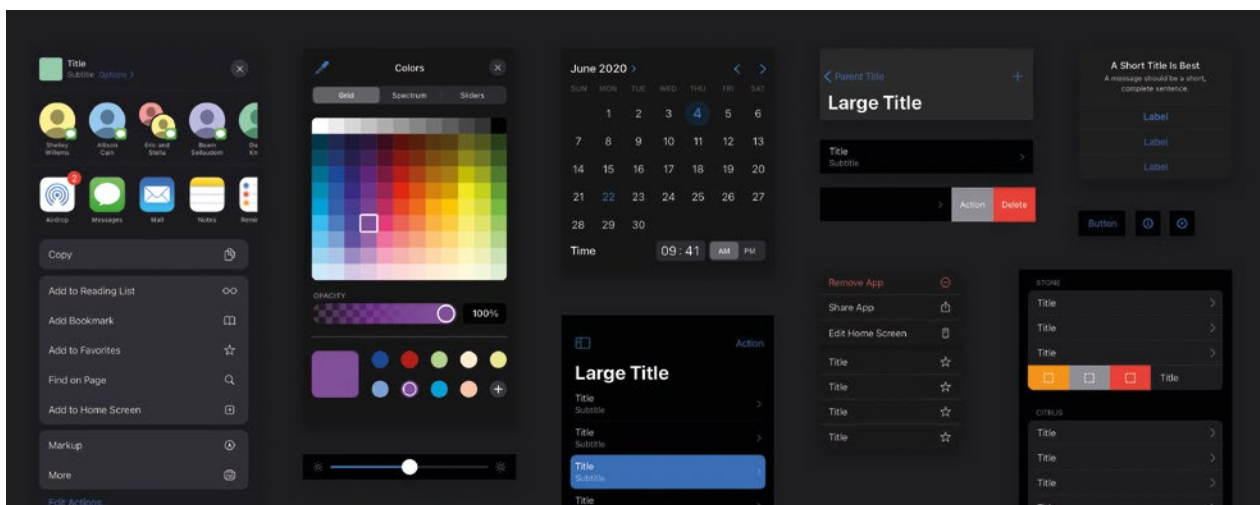 Title
Subtitle Options >
Shelley Willems
Allison Cain
Eric and Stella
2
Airdrop
Messages
Mail
Notes
Copy
Add to Reading List
Add Bookmark
Add to Favorites
Find on Page
Add to Home Screen
Markup
More
Edit Actions
Colors
Grid Spectrum Sliders
OPACITY
100%
June 2020 >
SUN MON TUE WED THU FRI SAT
1 2 3 4 5 6
7 8 9 10 11 12 13
14 15 16 17 18 19 20
21 22 23 24 25 26 27
28 29 30
Time 09:41 AM PM
Action
Large Title
Title
Subtitle
Title
Subtitle
Title
Subtitle
Title
Parent Title
Large Title
Title
Subtitle
Action Delete
Remove App
Share App
Edit Home Screen
Title
Title
Title
Title
A Short Title Is Best
A message should be a short,
complete sentence.
Label
Label
Label
Button
STONE
Title
Title
Title
Title
CITRUS
Title
Title
Title